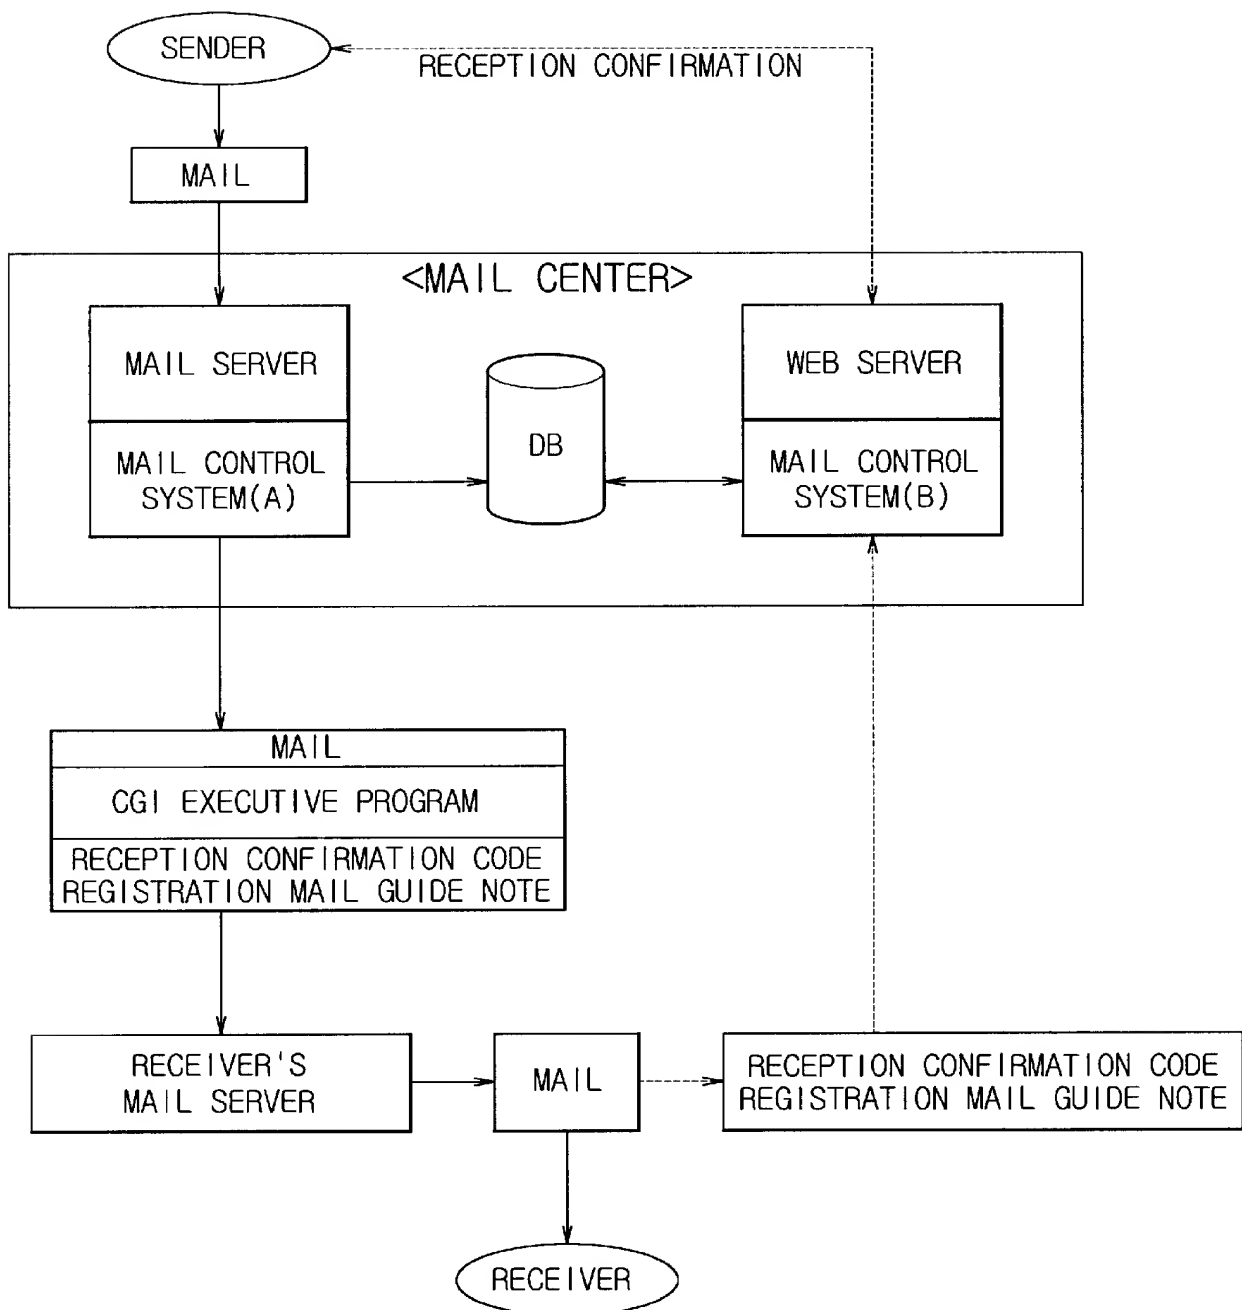 SENDER
RECEPTION CONFIRMATION
MAIL
<MAIL CENTER>
MAIL SERVER
WEB SERVER
DB
MAIL CONTROL
SYSTEM(A)
MAIL CONTROL
SYSTEM(B)
MAIL
CGI EXECUTIVE PROGRAM
RECEPTION CONFIRMATION CODE
REGISTRATION MAIL GUIDE NOTE
RECEIVER'S
MAIL SERVER
MAIL
RECEPTION CONFIRMATION CODE
REGISTRATION MAIL GUIDE NOTE
RECEIVER